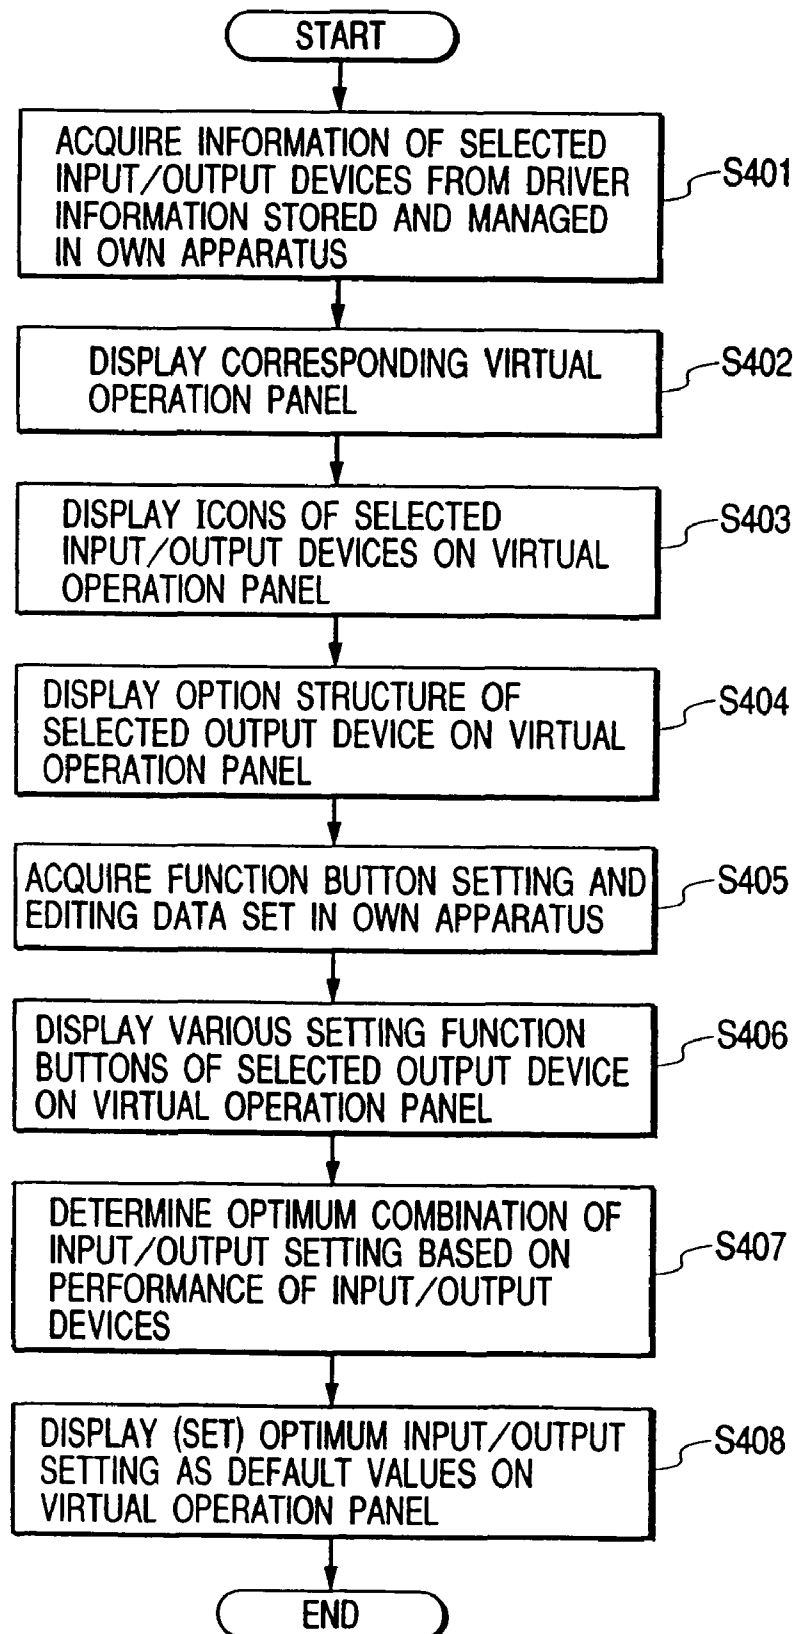 START
ACQUIRE INFORMATION OF SELECTED
INPUT/OUTPUT DEVICES FROM DRIVER
INFORMATION STORED AND MANAGED
IN OWN APPARATUS
S401
DISPLAY CORRESPONDING VIRTUAL
OPERATION PANEL
S402
DISPLAY ICONS OF SELECTED
INPUT/OUTPUT DEVICES ON VIRTUAL
OPERATION PANEL
S403
DISPLAY OPTION STRUCTURE OF
SELECTED OUTPUT DEVICE ON VIRTUAL
OPERATION PANEL
S404
ACQUIRE FUNCTION BUTTON SETTING AND
EDITING DATA SET IN OWN APPARATUS
S405
DISPLAY VARIOUS SETTING FUNCTION
BUTTONS OF SELECTED OUTPUT DEVICE
ON VIRTUAL OPERATION PANEL
S406
DETERMINE OPTIMUM COMBINATION OF
INPUT/OUTPUT SETTING BASED ON
PERFORMANCE OF INPUT/OUTPUT
DEVICES
S407
DISPLAY (SET) OPTIMUM INPUT/OUTPUT
SETTING AS DEFAULT VALUES ON
VIRTUAL OPERATION PANEL
S408
END